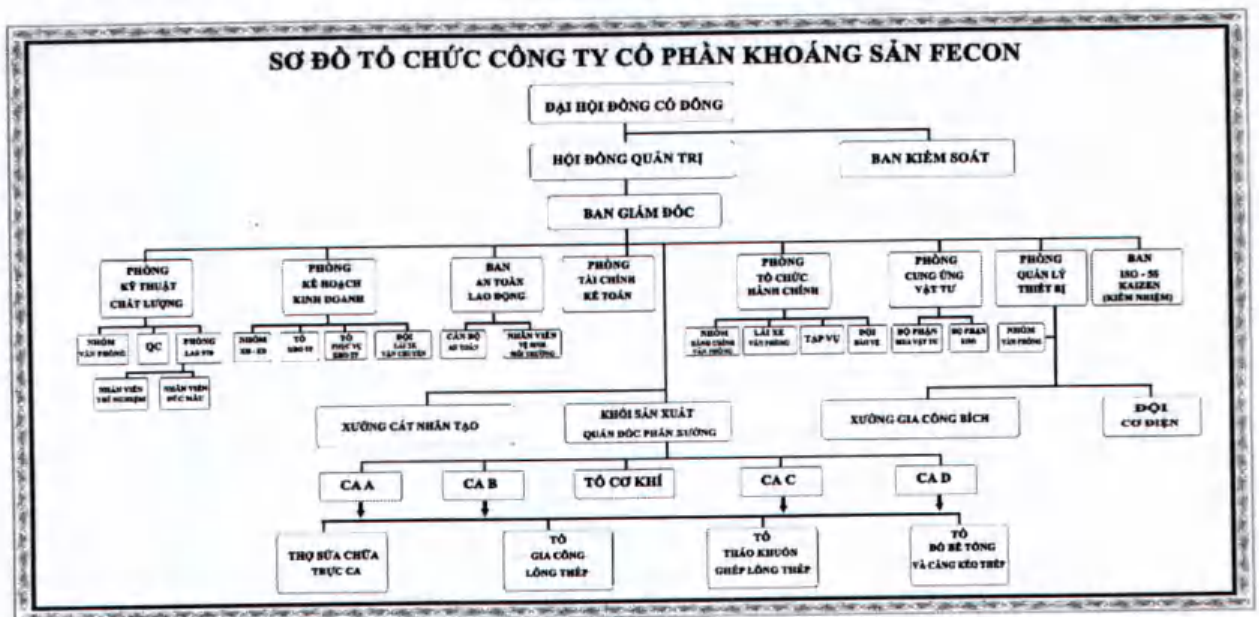 SƠ ĐỒ TỔ CHỨC CÔNG TY CỔ PHẦN KHOÁNG SẢN FECON
ĐẠI HỘI ĐỒNG CỔ ĐÔNG
HỘI ĐỒNG QUẢN TRỊ
BAN KIỂM SOÁT
BAN GIÁM ĐỐC
PHÒNG
KỸ THUẬT
CHẤT LƯỢNG
PHÒNG
KẾ HOẠCH
KINH DOANH
BAN
AN TOÀN
LAO ĐỘNG
PHÒNG
TÀI CHÍNH
KẾ TOÁN
PHÒNG
TỔ CHỨC
HÀNH CHÍNH
PHÒNG
CUNG ỨNG
VẬT TƯ
PHÒNG
QUẢN LÝ
THIẾT BỊ
BAN
ISO - 5S
KAIZEN
(KIÊM NHIỆM)
NHÓM
VĂN PHÒNG
QC
PHÒNG
NHÓM
TỔ
TỔ
PHỤC VỤ
ĐỘI
LÁI XE
VẬN CHUYỂN
CÁN BỘ
AN TOÀN
NHÂN VIÊN
VỆ SINH
MÔI TRƯỜNG
NHÓM
HÀNH CHÍNH
VĂN PHÒNG
LÁI XE
VĂN PHÒNG
TẠP VỤ
ĐỘI
BẢO VỆ
BỘ PHẬN
MUA VẬT TƯ
BỘ PHẬN
KHO
NHÓM
VĂN PHÒNG
NHÂN VIÊN
THÍ NGHIỆM
NHÂN VIÊN
ĐÚC MẪU
XƯỞNG CÁT NHÂN TẠO
KHỐI SẢN XUẤT
QUẢN ĐỐC PHÂN XƯỞNG
XƯỞNG GIA CÔNG BÍCH
ĐỘI
CƠ ĐIỆN
CA A
CA B
TỔ CƠ KHÍ
CA C
CA D
THỢ SỬA CHỮA
TRỰC CA
TỔ
GIA CÔNG
LỒNG THÉP
TỔ
THÁO KHUÔN
GHÉP LỒNG THÉP
TỔ
ĐỔ BÊ TÔNG
VÀ CĂNG KÉO THÉP